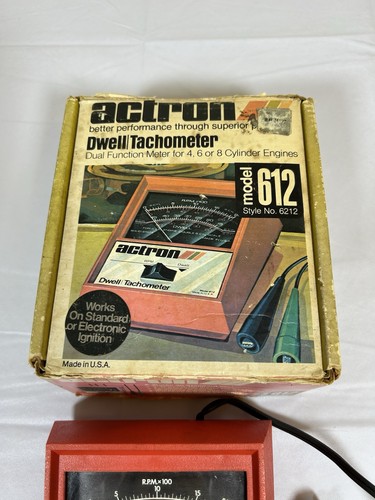 actron
better performance through superior p
Dwell/Tachometer
Dual Function Meter for 4, 6 or 8 Cylinder Engines
model
612
Style No. 6212
actron
Dwell/Tachometer
Works
On Standard
or Electronic
Ignition
Made in U.S.A.
R.P.M. × 100
5 10 15